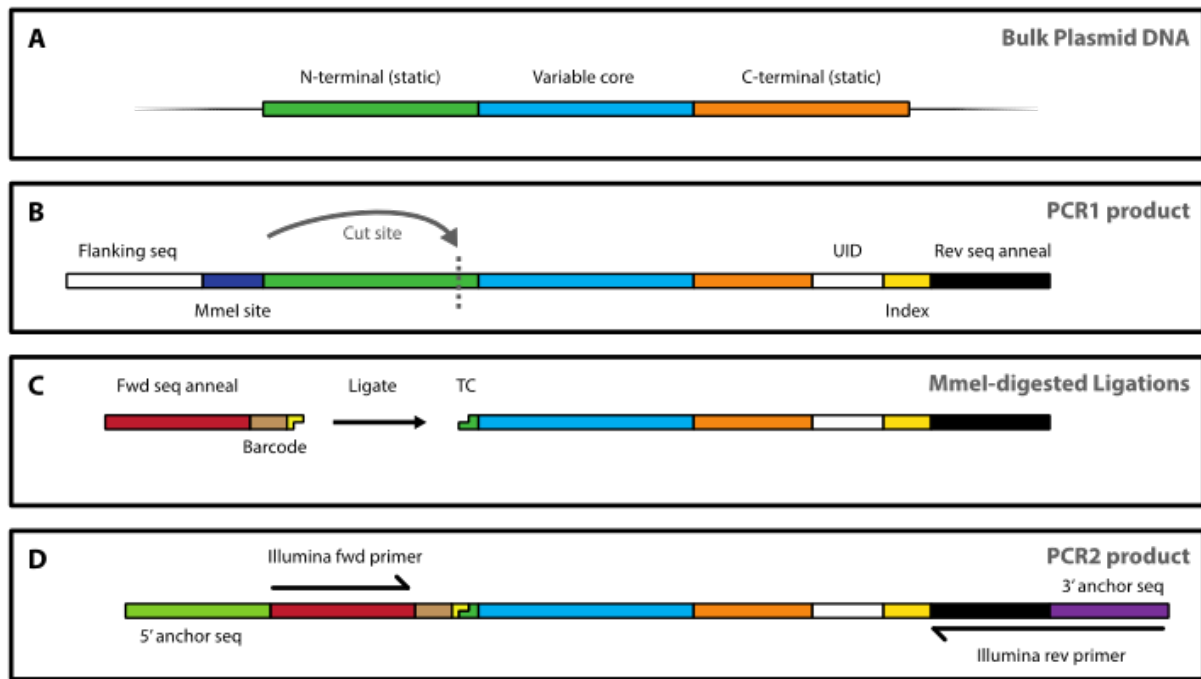 A
Bulk Plasmid DNA
N-terminal (static)
Variable core
C-terminal (static)
B
PCR1 product
Cut site
Flanking seq
UID
Rev seq anneal
MmeI site
Index
C
MmeI-digested Ligations
Fwd seq anneal
Ligate
TC
Barcode
D
PCR2 product
Illumina fwd primer
3' anchor seq
5' anchor seq
Illumina rev primer